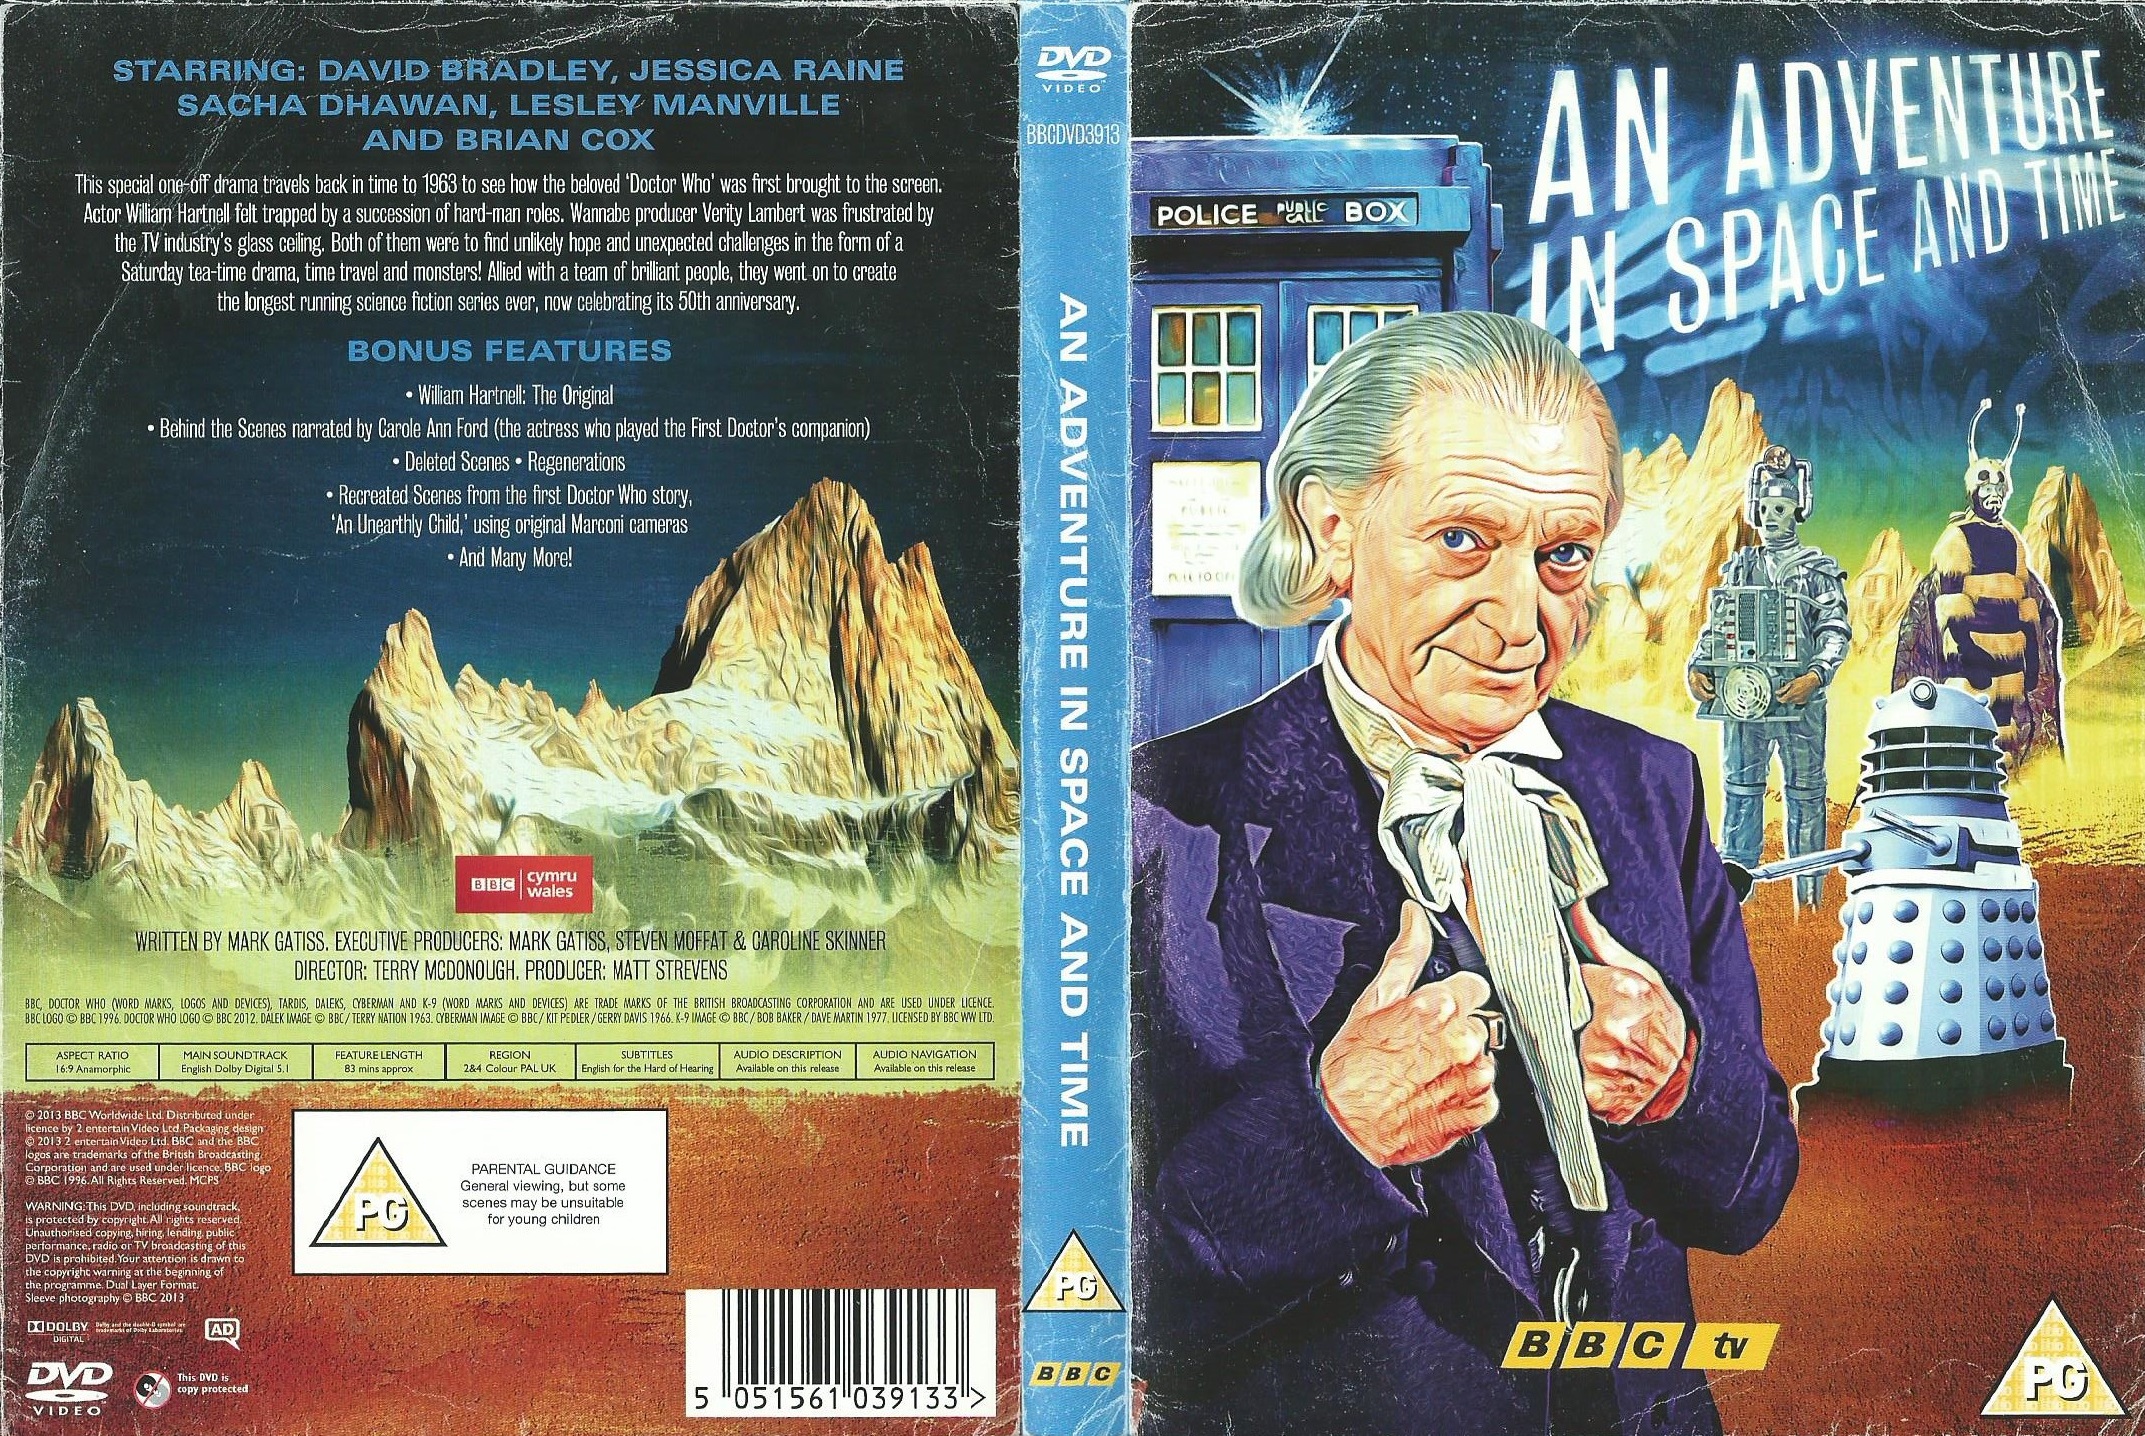 STARRING: DAVID BRADLEY, JESSICA RAINE
SACHA DHAWAN, LESLEY MANVILLE
AND BRIAN COX
This special one-off drama travels back in time to 1963 to see how the beloved 'Doctor Who' was first brought to the screen.
Actor William Hartnell felt trapped by a succession of hard-man roles. Wannabe producer Verity Lambert was frustrated by
the TV industry's glass ceiling. Both of them were to find unlikely hope and unexpected challenges in the form of a
Saturday tea-time drama, time travel and monsters! Allied with a team of brilliant people, they went on to create
the longest running science fiction series ever, now celebrating its 50th anniversary.
BONUS FEATURES
• William Hartnell: The Original
• Behind the Scenes narrated by Carole Ann Ford (the actress who played the First Doctor's companion)
• Deleted Scenes • Regenerations
• Recreated Scenes from the first Doctor Who story,
'An Unearthly Child,' using original Marconi cameras
• And Many More!
BBC cymru
wales
WRITTEN BY MARK GATISS. EXECUTIVE PRODUCERS: MARK GATISS, STEVEN MOFFAT & CAROLINE SKINNER
DIRECTOR: TERRY MCDONOUGH. PRODUCER: MATT STREVENS
BBC, DOCTOR WHO (WORD MARKS, LOGOS AND DEVICES), TARDIS, DALEKS, CYBERMAN AND K-9 (WORD MARKS AND DEVICES) ARE TRADE MARKS OF THE BRITISH BROADCASTING CORPORATION AND ARE USED UNDER LICENCE.
BBC LOGO © BBC 1996. DOCTOR WHO LOGO © BBC 2012. DALEK IMAGE © BBC/TERRY NATION 1963. CYBERMAN IMAGE © BBC/KIT PEDLER/GERRY DAVIS 1966. K-9 IMAGE © BBC/BOB BAKER/DAVE MARTIN 1977. LICENSED BY BBC WW LTD.
ASPECT RATIO
16:9 Anamorphic
MAIN SOUNDTRACK
English Dolby Digital 5.1
FEATURE LENGTH
83 mins approx
REGION
2&4 Colour PAL UK
SUBTITLES
English for the Hard of Hearing
AUDIO DESCRIPTION
Available on this release
AUDIO NAVIGATION
Available on this release
© 2013 BBC Worldwide Ltd. Distributed under
licence by 2 entertain Video Ltd. Packaging design
© 2013 2 entertain Video Ltd. BBC and the BBC
logos are trademarks of the British Broadcasting
Corporation and are used under licence. BBC logo
© BBC 1996. All Rights Reserved. MCPS
WARNING: This DVD, including soundtrack,
is protected by copyright. All rights reserved.
Unauthorised copying, hiring, lending, public
performance, radio or TV broadcasting of this
DVD is prohibited. Your attention is drawn to
the copyright warning at the beginning of
the programme. Dual Layer Format.
Sleeve photography © BBC 2013
PG
PARENTAL GUIDANCE
General viewing, but some
scenes may be unsuitable
for young children
DOLBY
DIGITAL
Dolby and the double-D symbol are
trademarks of Dolby Laboratories
AD
DVD
VIDEO
This DVD is
copy protected
5 051561 039133 >
DVD
VIDEO
BBCDVD3913
AN ADVENTURE IN SPACE AND TIME
PG
BBC
AN ADVENTURE
IN SPACE AND TIME
POLICE PUBLIC CALL BOX
BBC tv
PG